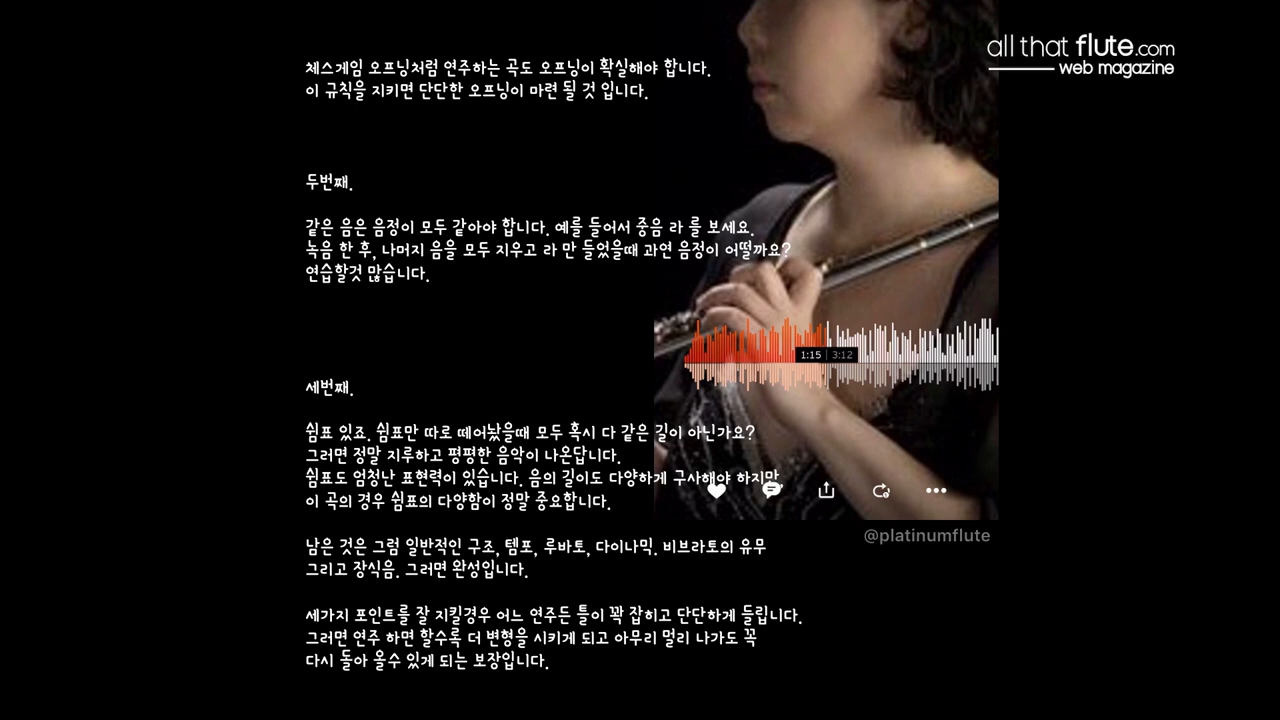 all that flute.com
web magazine
체스게임 오프닝처럼 연주하는 곡도 오프닝이 확실해야 합니다.
이 규칙을 지키면 단단한 오프닝이 마련 될 것 입니다.
두번째.
같은 음은 음정이 모두 같아야 합니다. 예를 들어서 중음 라 를 보세요.
녹음 한 후, 나머지 음을 모두 지우고 라 만 들었을때 과연 음정이 어떨까요?
연습할것 많습니다.
1:15 | 3:12
세번째.
쉼표 있죠. 쉼표만 따로 떼어놨을때 모두 혹시 다 같은 길이 아닌가요?
그러면 정말 지루하고 평평한 음악이 나온답니다.
쉼표도 엄청난 표현력이 있습니다. 음의 길이도 다양하게 구사해야 하지만
이 곡의 경우 쉼표의 다양함이 정말 중요합니다.
@platinumflute
남은 것은 그럼 일반적인 구조, 템포, 루바토, 다이나믹. 비브라토의 유무
그리고 장식음. 그러면 완성입니다.
세가지 포인트를 잘 지킬경우 어느 연주든 틀이 꽉 잡히고 단단하게 들립니다.
그러면 연주 하면 할수록 더 변형을 시키게 되고 아무리 멀리 나가도 꼭
다시 돌아 올수 있게 되는 보장입니다.